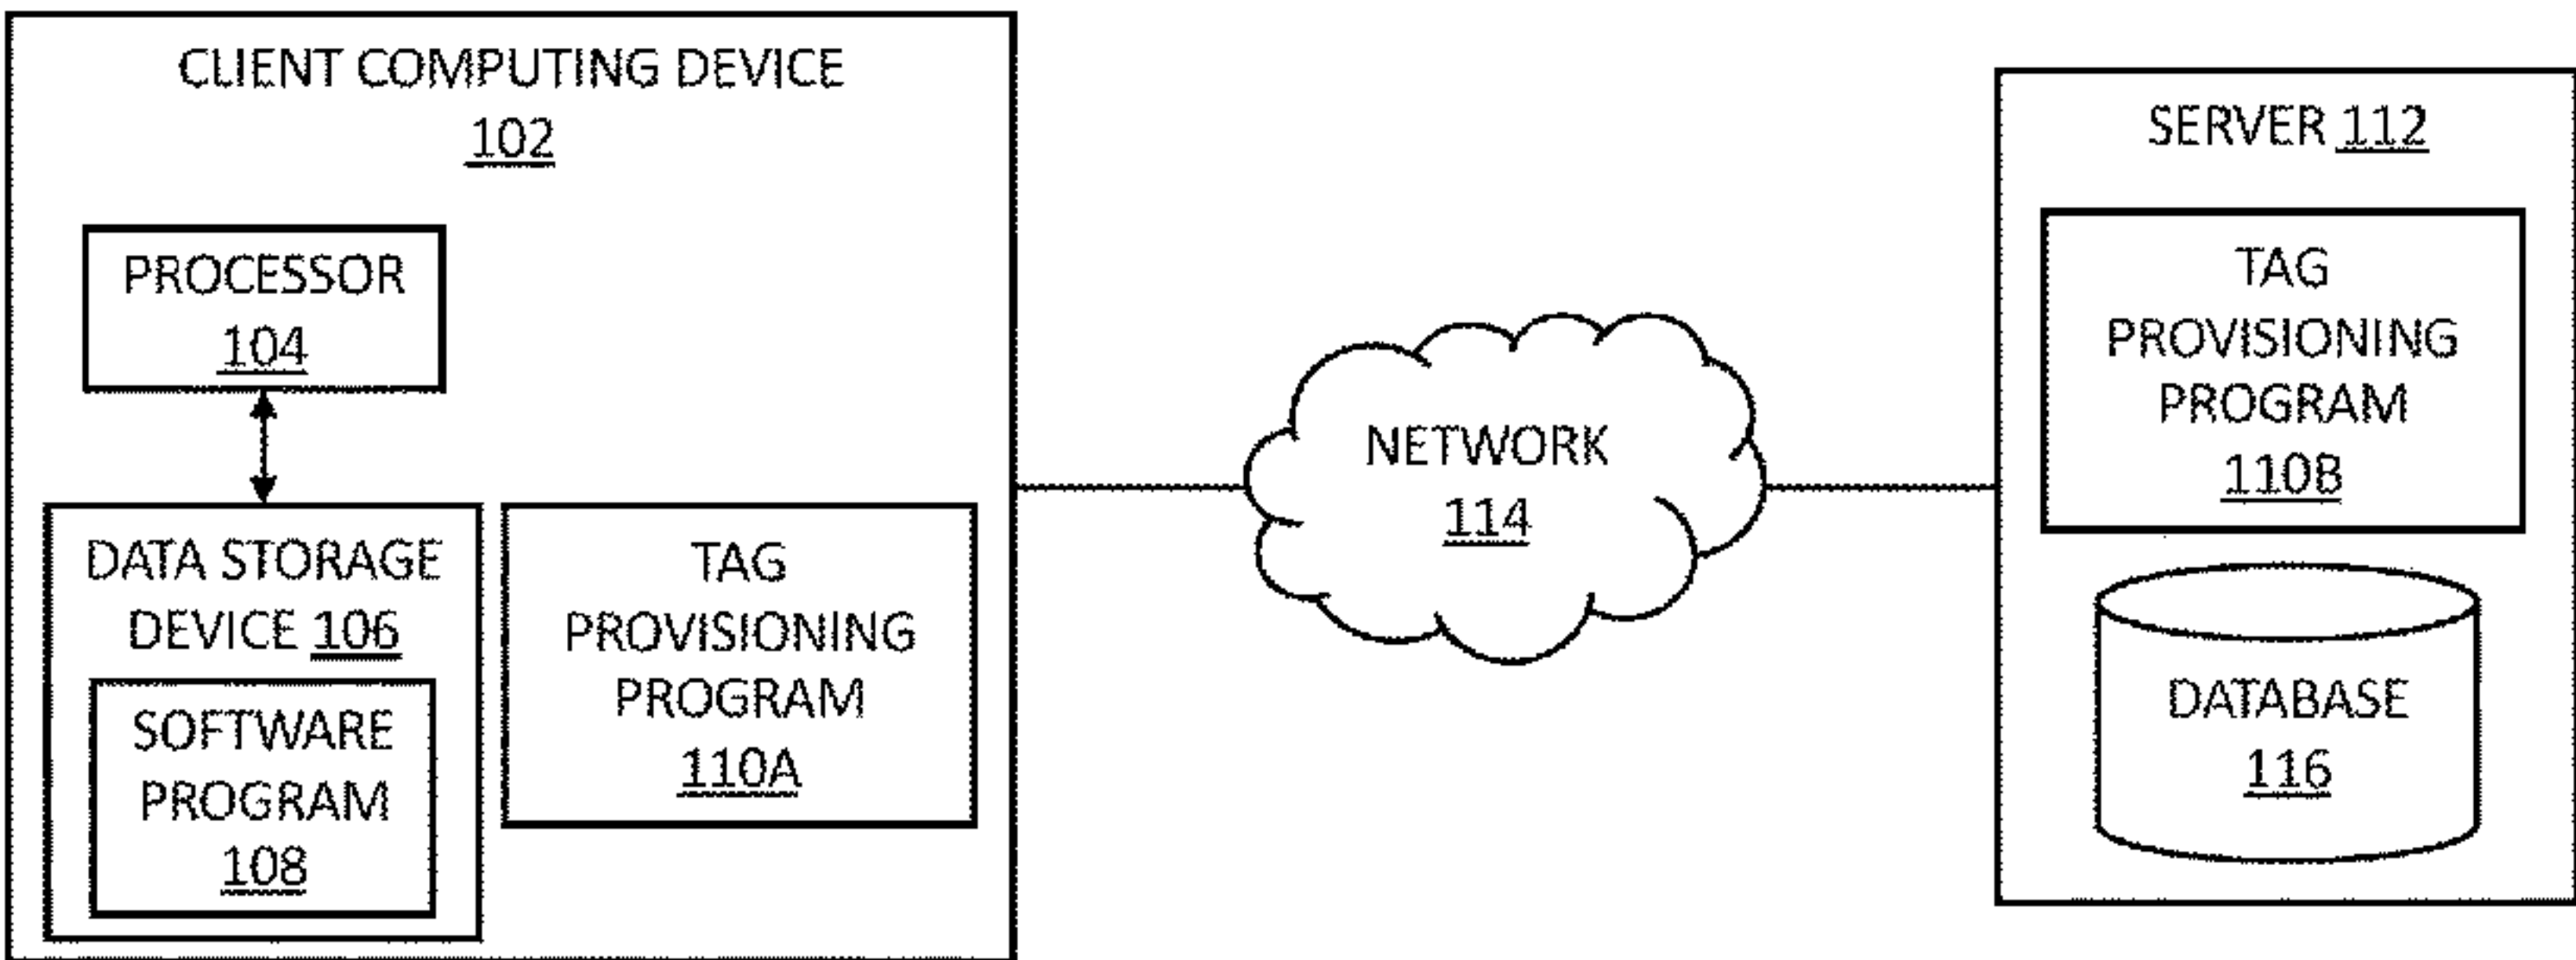 CLIENT COMPUTING DEVICE
102
PROCESSOR
104
DATA STORAGE
DEVICE 106
SOFTWARE
PROGRAM
108
TAG
PROVISIONING
PROGRAM
110A
NETWORK
114
SERVER 112
TAG
PROVISIONING
PROGRAM
110B
DATABASE
116